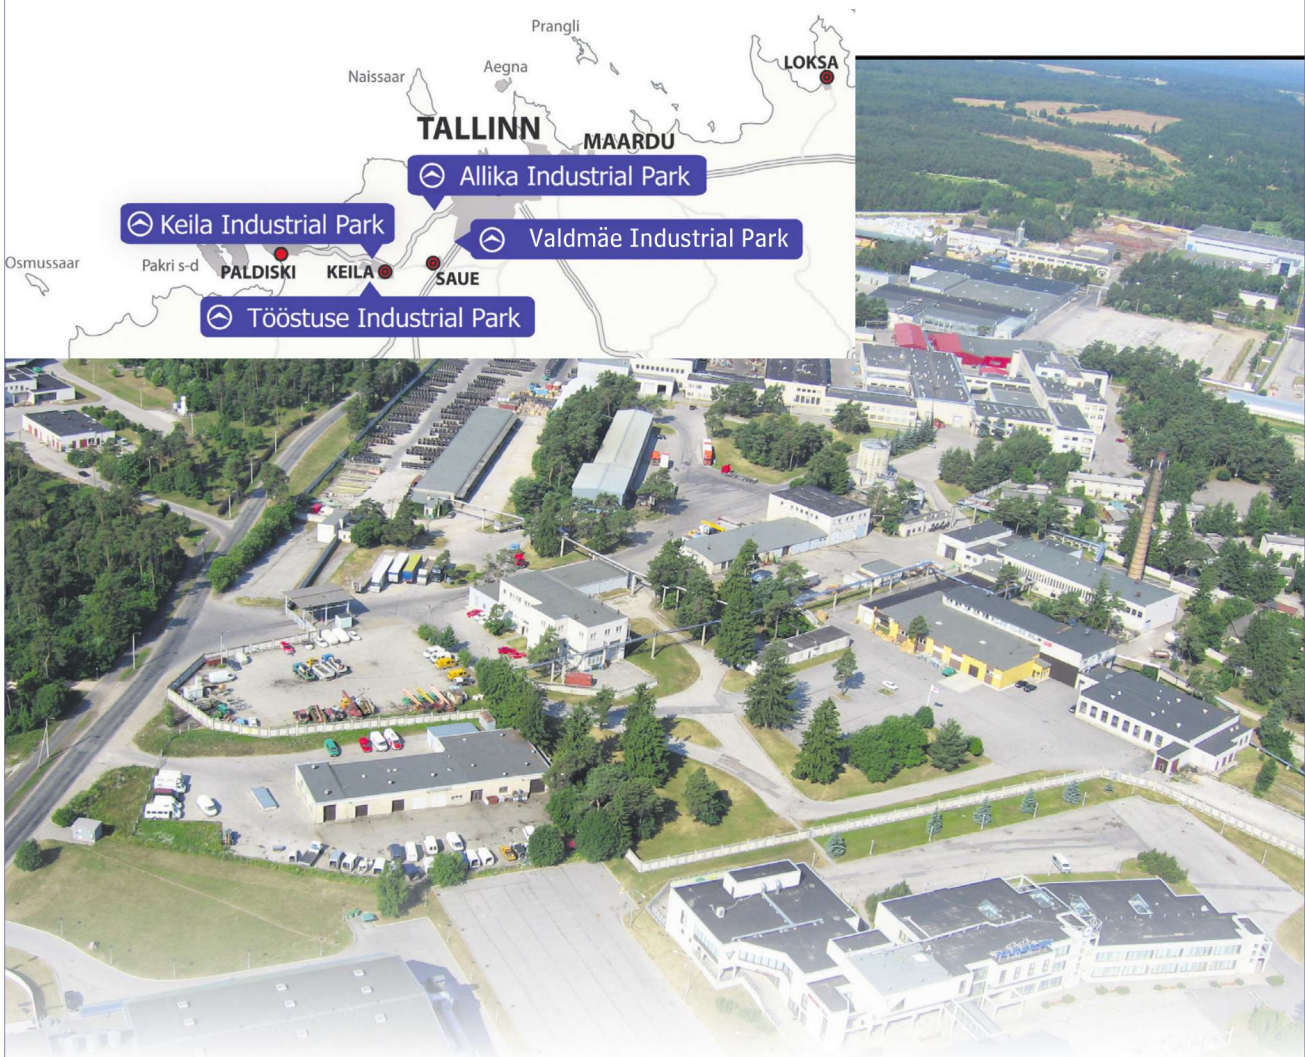 Prangli
Aegna
Naissaar
LOKSA
TALLINN
MAARDU
Allika Industrial Park
Keila Industrial Park
Valdmäe Industrial Park
Osmussaar
Pakri s-d
PALDISKI
KEILA
SAUE
Tööstuse Industrial Park